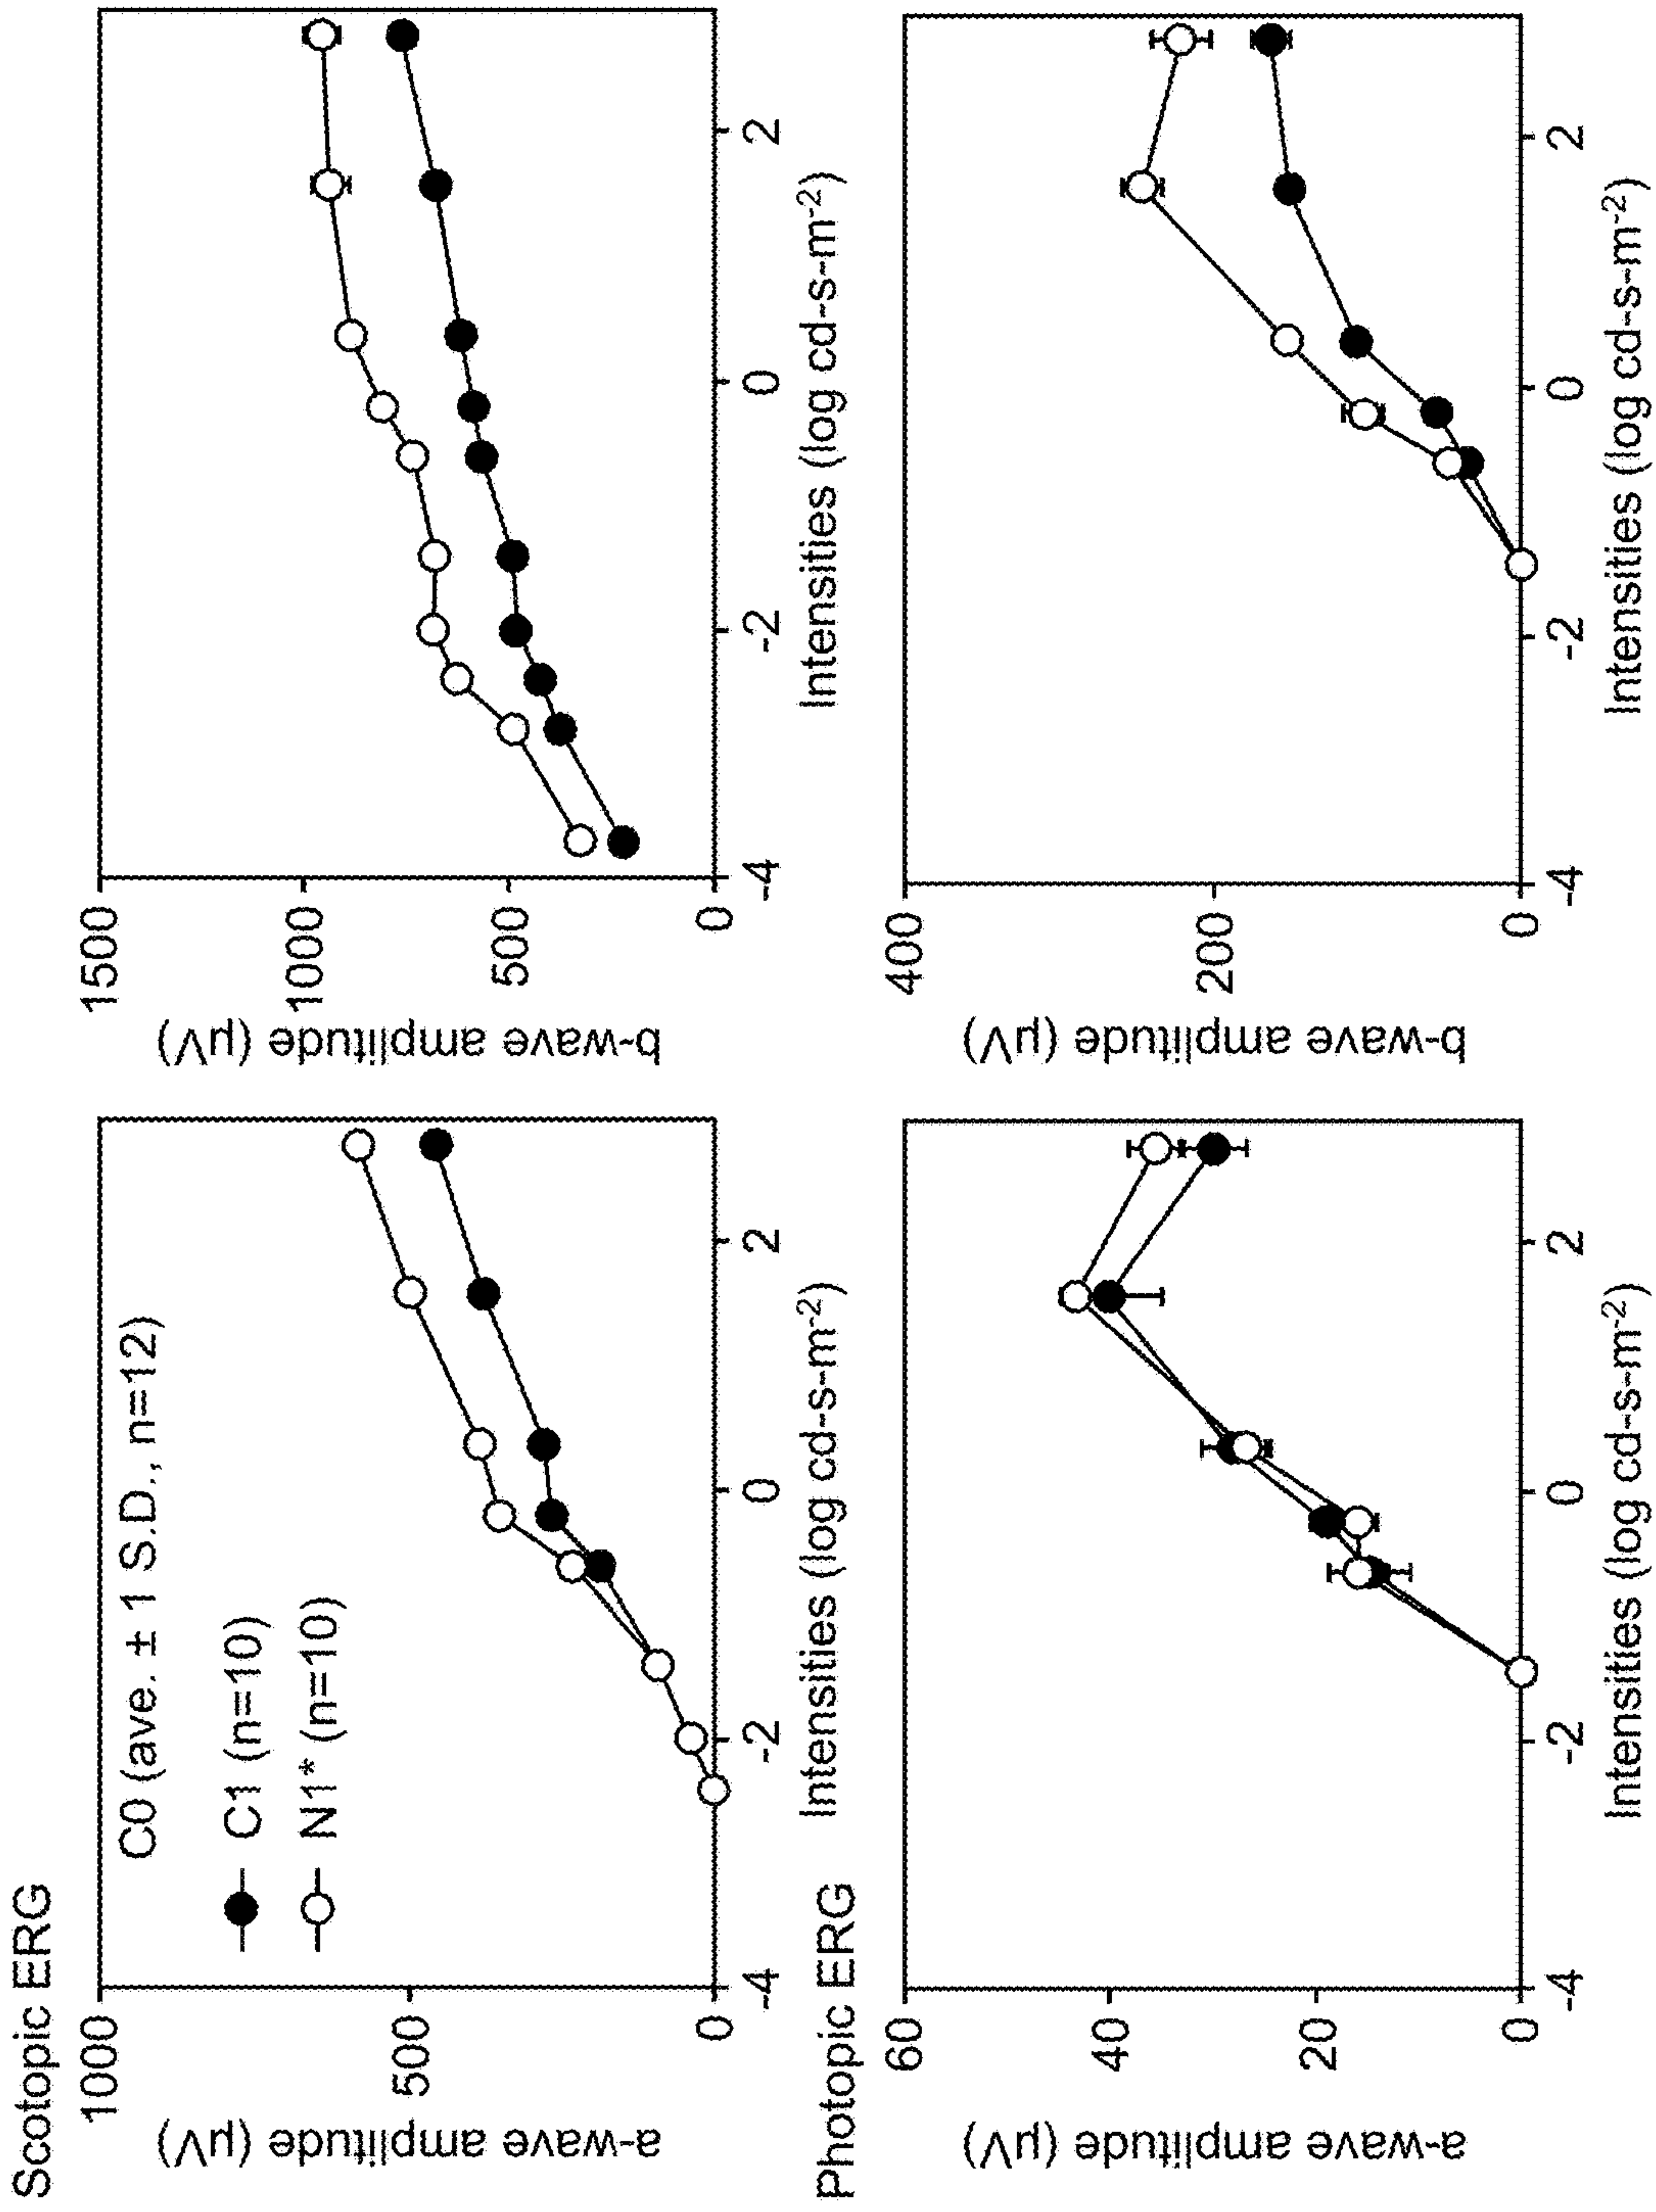 Scotopic ERG
1000
500
0
a-wave amplitude (µV)
C0 (ave. ± 1 S.D., n=12)
C1 (n=10)
N1* (n=10)
-4
-2
0
2
Intensities (log cd-s-m-2)
1500
1000
500
0
b-wave amplitude (µV)
-4
-2
0
2
Intensities (log cd-s-m-2)
Photopic ERG
60
40
20
0
a-wave amplitude (µV)
-4
-2
0
2
Intensities (log cd-s-m-2)
400
200
0
b-wave amplitude (µV)
-4
-2
0
2
Intensities (log cd-s-m-2)